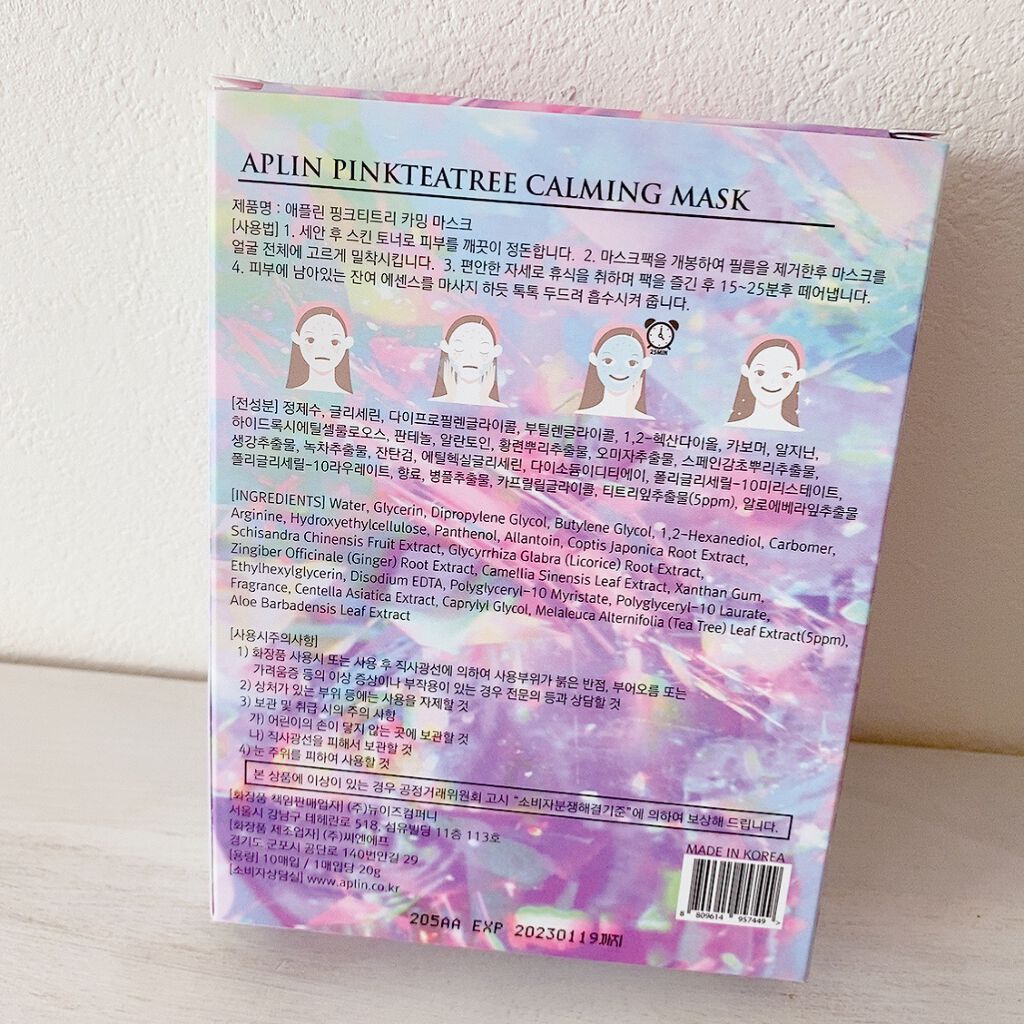 APLIN PINKTEATREE CALMING MASK
제품명 : 애플린 핑크티트리 카밍 마스크
[사용법] 1. 세안 후 스킨 토너로 피부를 깨끗이 정돈합니다. 2. 마스크팩을 개봉하여 필름을 제거한후 마스크를
얼굴 전체에 고르게 밀착시킵니다. 3. 편안한 자세로 휴식을 취하며 팩을 즐긴 후 15~25분후 떼어냅니다.
4. 피부에 남아있는 잔여 에센스를 마사지 하듯 톡톡 두드려 흡수시켜 줍니다.
25MIN
[전성분] 정제수, 글리세린, 다이프로필렌글라이콜, 부틸렌글라이콜, 1,2-헥산다이올, 카보머, 알지닌,
하이드록시에틸셀룰로오스, 판테놀, 알란토인, 황련뿌리추출물, 오미자추출물, 스페인감초뿌리추출물,
생강추출물, 녹차추출물, 잔탄검, 에틸헥실글리세린, 다이소듐이디티에이, 폴리글리세릴-10미리스테이트,
폴리글리세릴-10라우레이트, 향료, 병풀추출물, 카프릴릴글라이콜, 티트리잎추출물(5ppm), 알로에베라잎추출물
[INGREDIENTS] Water, Glycerin, Dipropylene Glycol, Butylene Glycol, 1,2-Hexanediol, Carbomer,
Arginine, Hydroxyethylcellulose, Panthenol, Allantoin, Coptis Japonica Root Extract,
Schisandra Chinensis Fruit Extract, Glycyrrhiza Glabra (Licorice) Root Extract,
Zingiber Officinale (Ginger) Root Extract, Camellia Sinensis Leaf Extract, Xanthan Gum,
Ethylhexylglycerin, Disodium EDTA, Polyglyceryl-10 Myristate, Polyglyceryl-10 Laurate,
Fragrance, Centella Asiatica Extract, Caprylyl Glycol, Melaleuca Alternifolia (Tea Tree) Leaf Extract(5ppm),
Aloe Barbadensis Leaf Extract
[사용시주의사항]
1) 화장품 사용시 또는 사용 후 직사광선에 의하여 사용부위가 붉은 반점, 부어오름 또는
가려움증 등의 이상 증상이나 부작용이 있는 경우 전문의 등과 상담할 것
2) 상처가 있는 부위 등에는 사용을 자제할 것
3) 보관 및 취급 시의 주의 사항
가) 어린이의 손이 닿지 않는 곳에 보관할 것
나) 직사광선을 피해서 보관할 것
4) 눈 주위를 피하여 사용할 것
본 상품에 이상이 있는 경우 공정거래위원회 고시 "소비자분쟁해결기준"에 의하여 보상해 드립니다.
[화장품 책임판매업자] (주)뉴이즈컴퍼니
서울시 강남구 테헤란로 518, 섬유빌딩 11층 113호
[화장품 제조업자] (주)씨엔에프
경기도 군포시 공단로 140번안길 29
[용량] 10매입 / 1매입당 20g
[소비자상담실] www.aplin.co.kr
MADE IN KOREA
8 809614 957449 >
205AA EXP 20230119까지